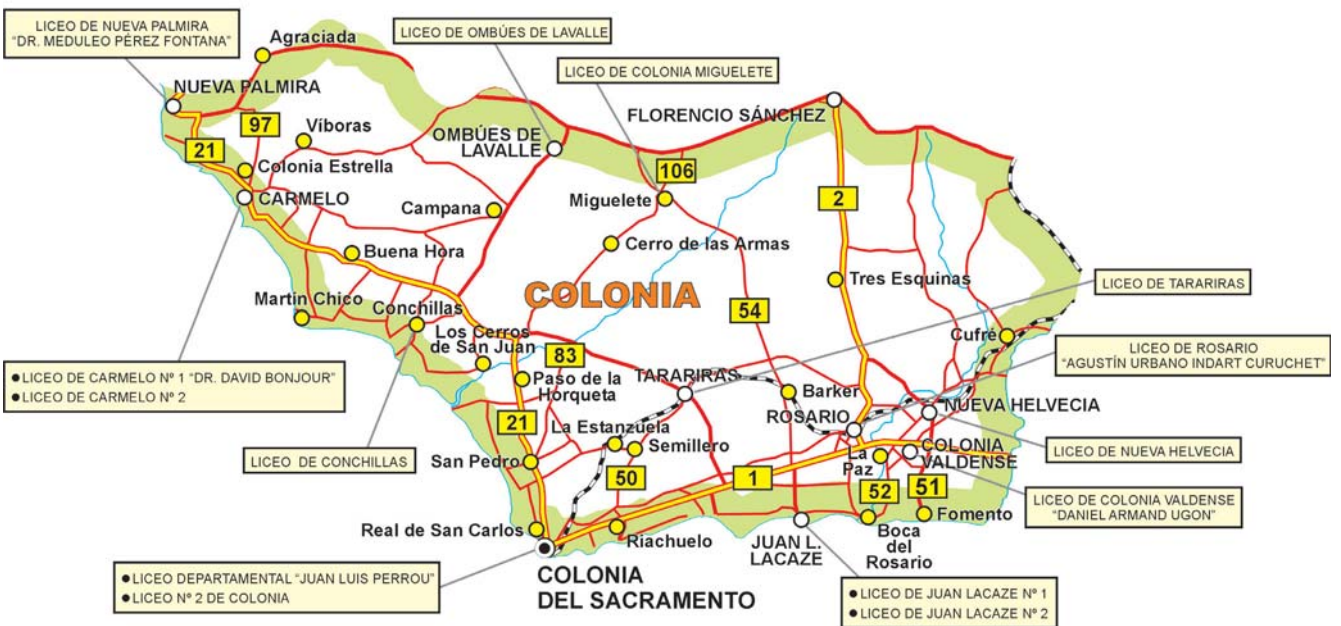 LICEO DE NUEVA PALMIRA
“DR. MEDULEO PÉREZ FONTANA”
Agraciada
LICEO DE OMBÚES DE LAVALLE
LICEO DE COLONIA MIGUELETE
NUEVA PALMIRA
FLORENCIO SÁNCHEZ
97
Víboras
21
OMBÚES DE
LAVALLE
Colonia Estrella
106
CARMELO
Campana
Miguelete
2
Buena Hora
Cerro de las Armas
Tres Esquinas
LICEO DE TARARIRAS
COLONIA
Martín Chico
Conchillas
54
Los Cerros
de San Juan
Cufré
LICEO DE ROSARIO
“AGUSTÍN URBANO INDART CURUCHET”
83
● LICEO DE CARMELO Nº 1 “DR. DAVID BONJOUR”
● LICEO DE CARMELO Nº 2
Paso de la
Horqueta
TARARIRAS
Barker
NUEVA HELVECIA
ROSARIO
21
La Estanzuela
Semillero
LICEO DE CONCHILLAS
San Pedro
La
Paz
COLONIA
VALDENSE
LICEO DE NUEVA HELVECIA
50
1
52
51
LICEO DE COLONIA VALDENSE
“DANIEL ARMAND UGON”
Real de San Carlos
Riachuelo
JUAN L.
LACAZE
Boca
del
Rosario
Fomento
● LICEO DEPARTAMENTAL “JUAN LUIS PERROU”
● LICEO Nº 2 DE COLONIA
COLONIA
DEL SACRAMENTO
● LICEO DE JUAN LACAZE Nº 1
● LICEO DE JUAN LACAZE Nº 2